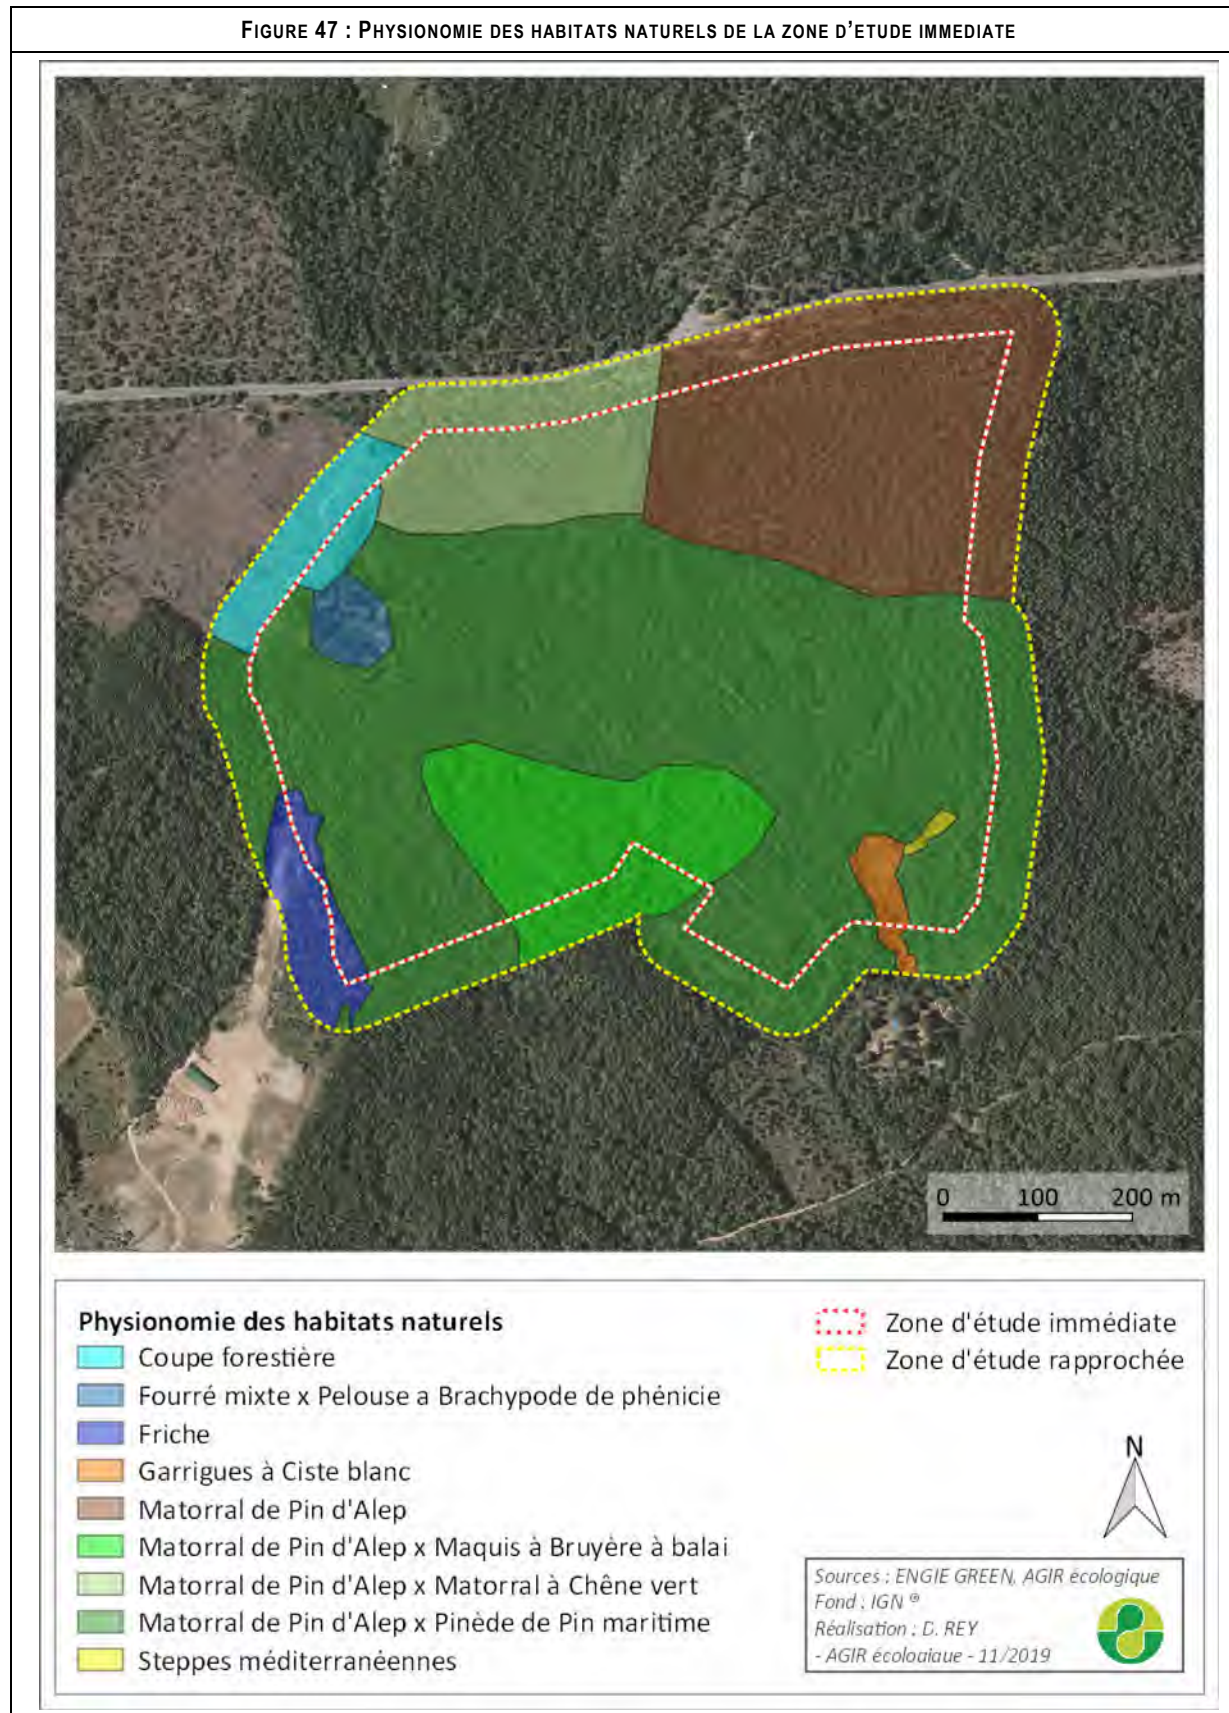 FIGURE 47 : PHYSIONOMIE DES HABITATS NATURELS DE LA ZONE D'ETUDE IMMEDIATE
0 100 200 m
Physionomie des habitats naturels
Coupe forestière
Fourré mixte x Pelouse a Brachypode de phénicie
Friche
Garrigues à Ciste blanc
Matorral de Pin d'Alep
Matorral de Pin d'Alep x Maquis à Bruyère à balai
Matorral de Pin d'Alep x Matorral à Chêne vert
Matorral de Pin d'Alep x Pinède de Pin maritime
Steppes méditerranéennes
Zone d'étude immédiate
Zone d'étude rapprochée
N
Sources : ENGIE GREEN, AGIR écologique
Fond : IGN ®
Réalisation : D. REY
- AGIR écologique - 11/2019